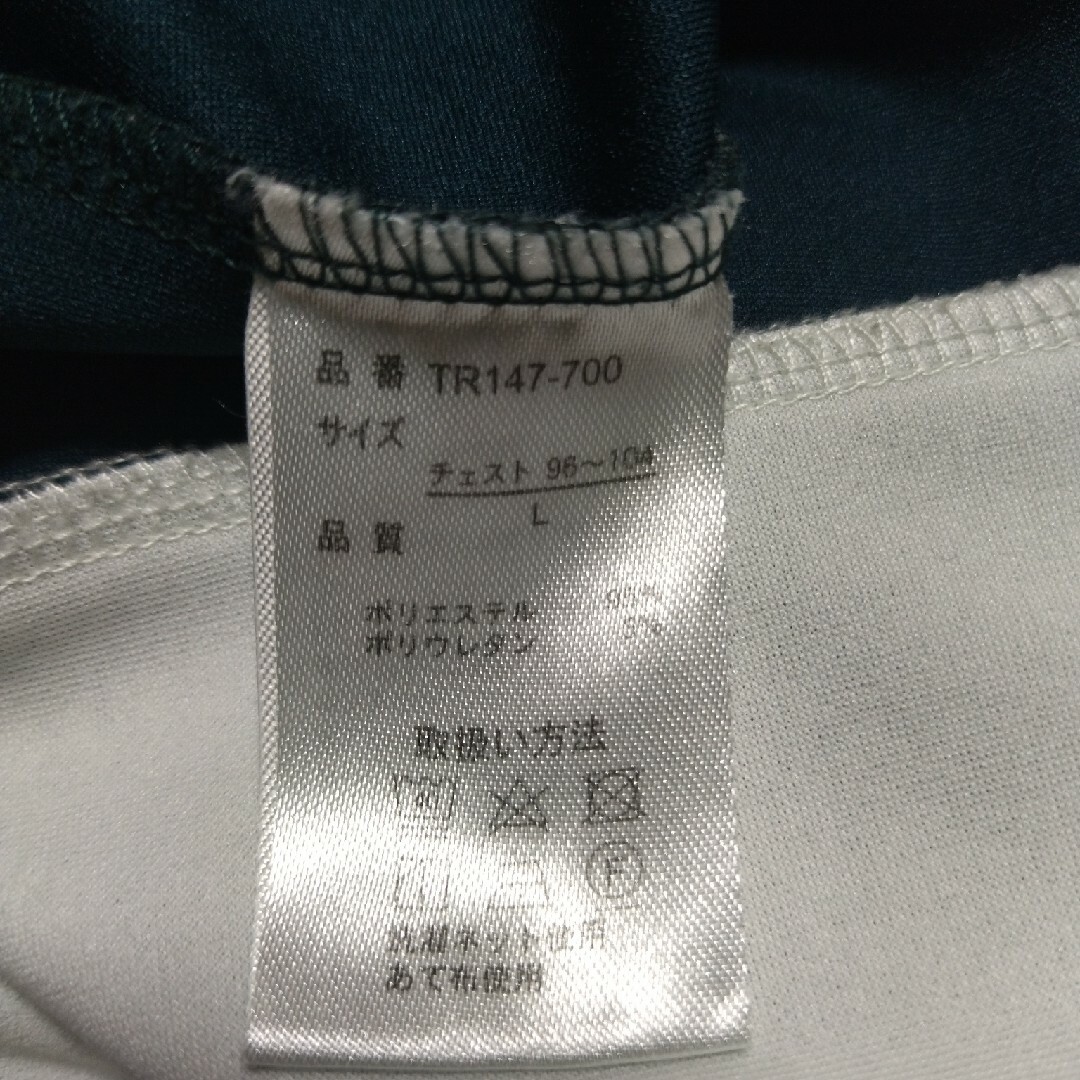 品番 TR147-700
サイズ
チェスト 96～104
L
品質
ポリエステル
ポリウレタン
取扱い方法
F
洗濯ネット使用
あて布使用